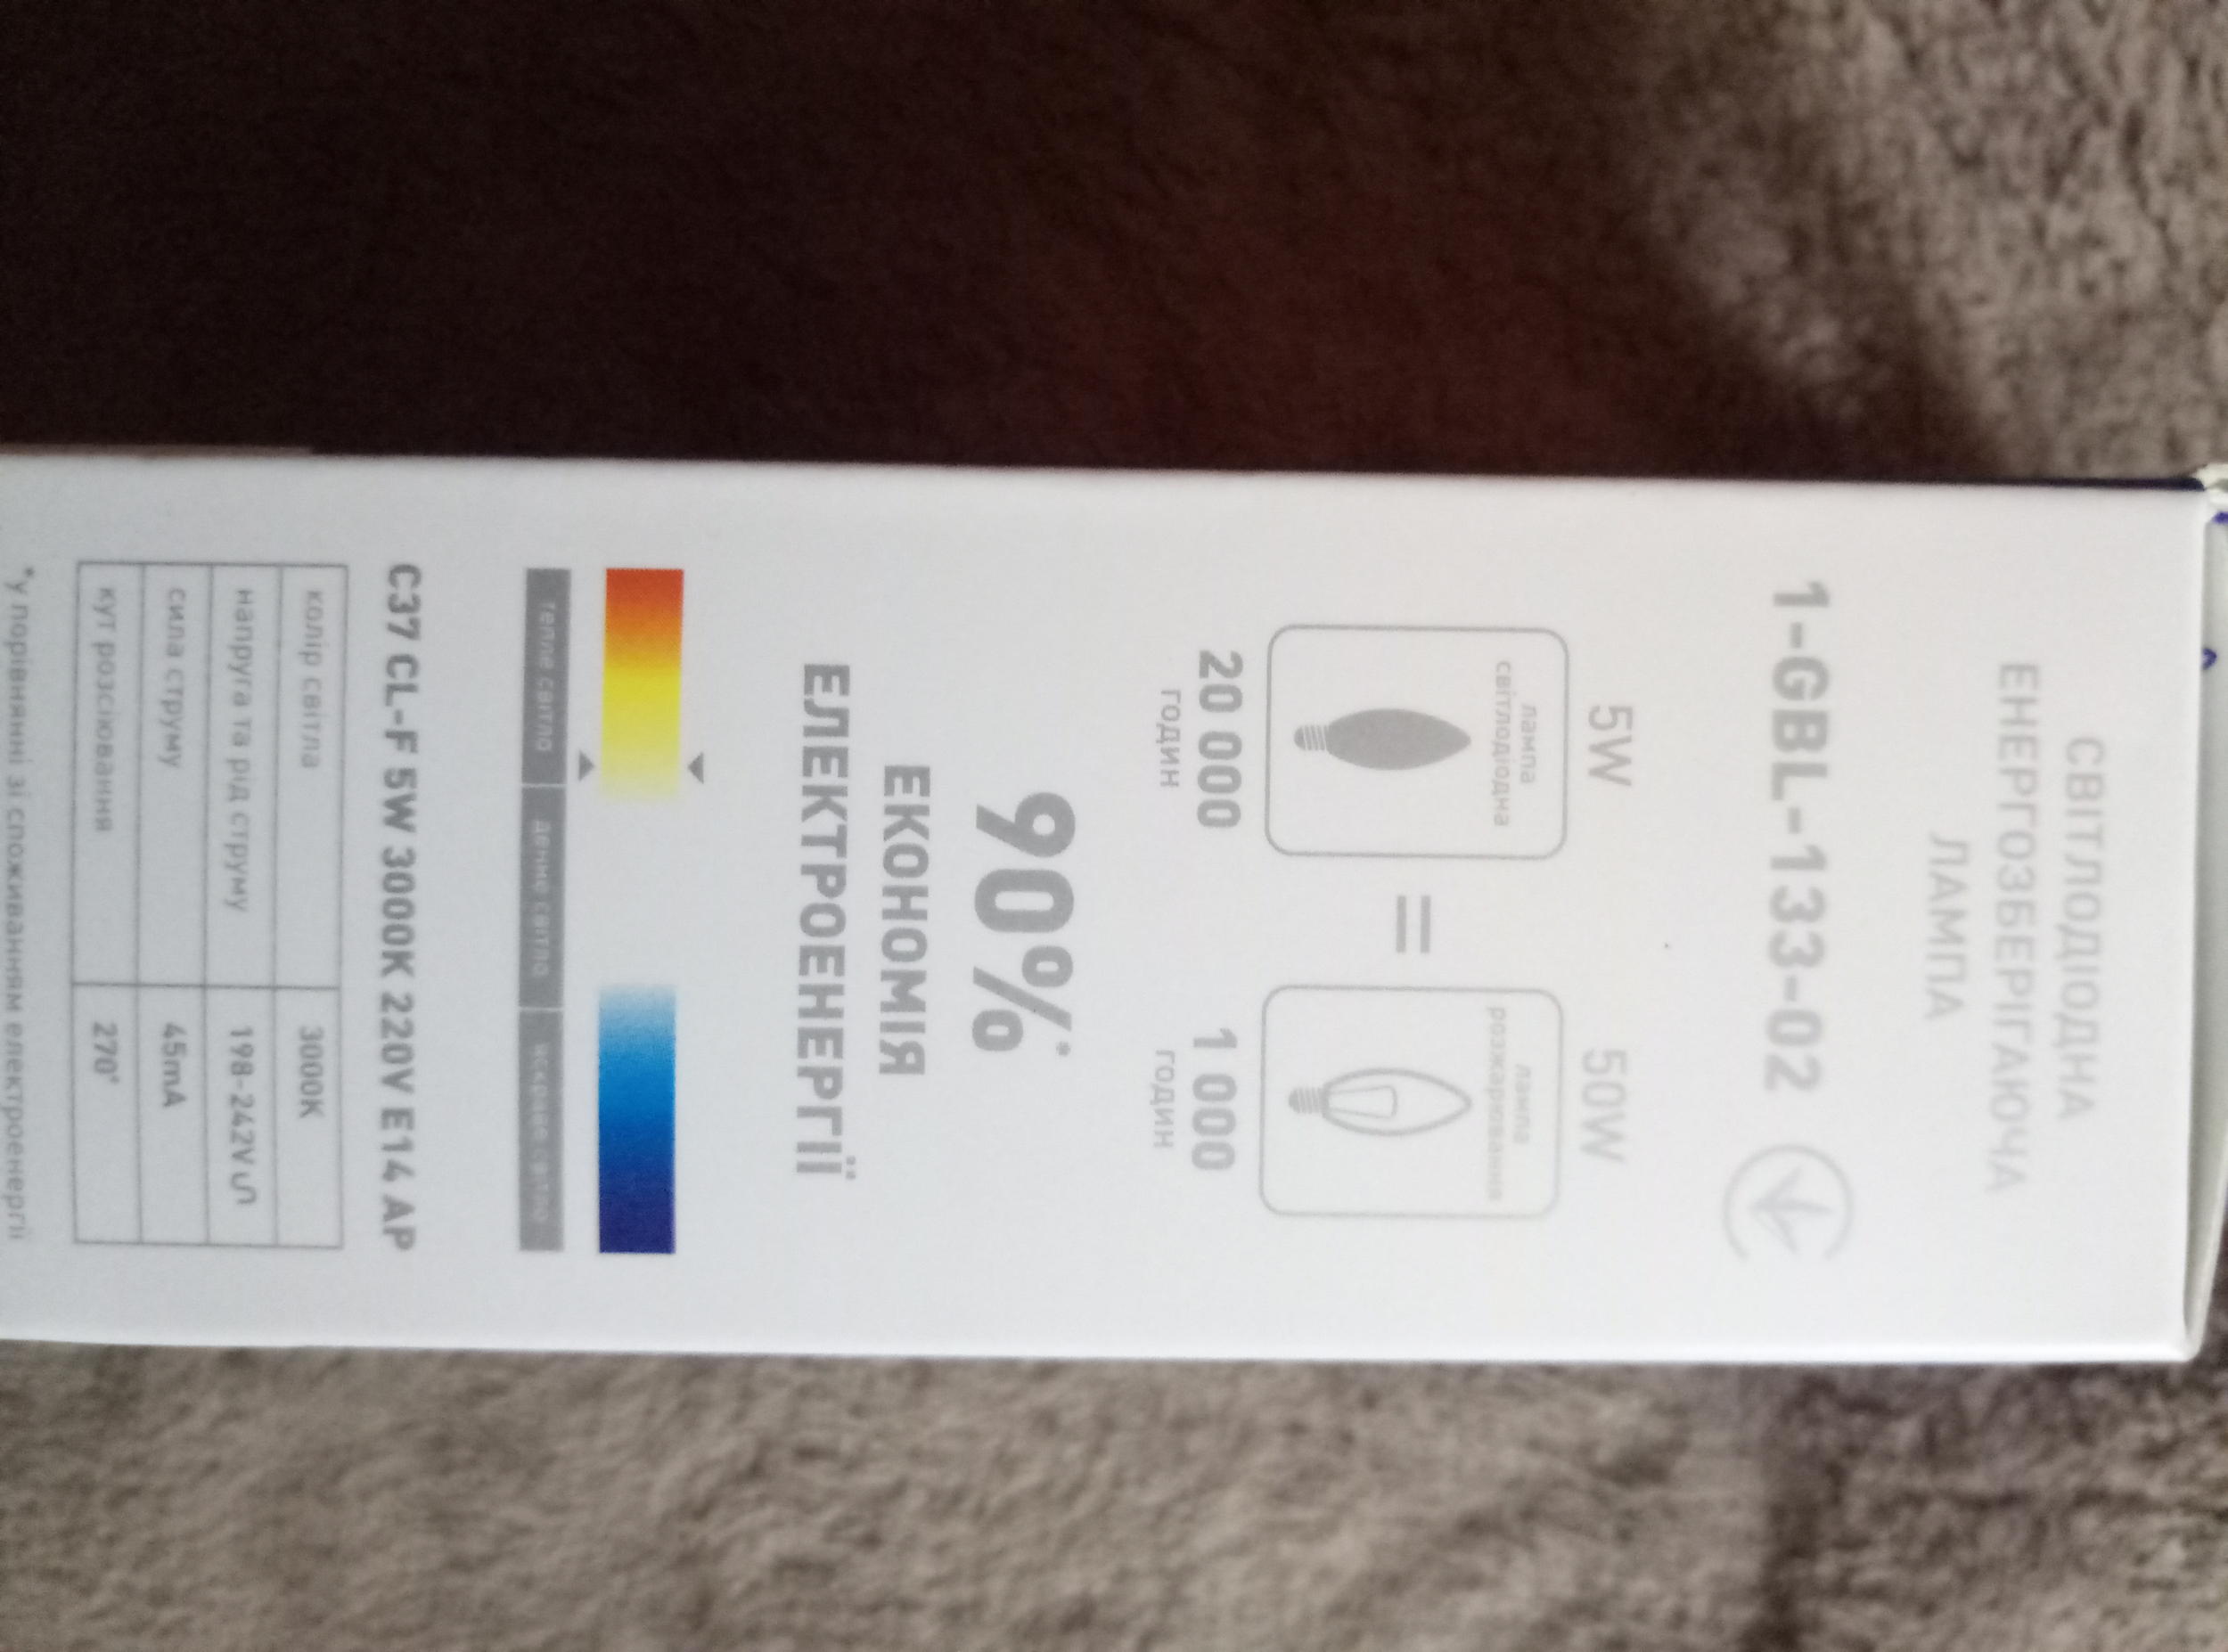 СВІТЛОДІОДНА
ЕНЕРГОЗБЕРІГАЮЧА
ЛАМПА
1-GBL-133-02
5W
50W
лампа
світлодіодна
лампа
розжарювання
=
20 000
годин
1 000
годин
90%*
ЕКОНОМІЯ
ЕЛЕКТРОЕНЕРГІЇ
тепле світло
денне світло
яскраве світло
C37 CL-F 5W 3000K 220V E14 AP
колір світла 3000K
напруга та рід струму 198-242V
сила струму 45mA
кут розсіювання 270°
*у порівнянні зі споживанням електроенергії